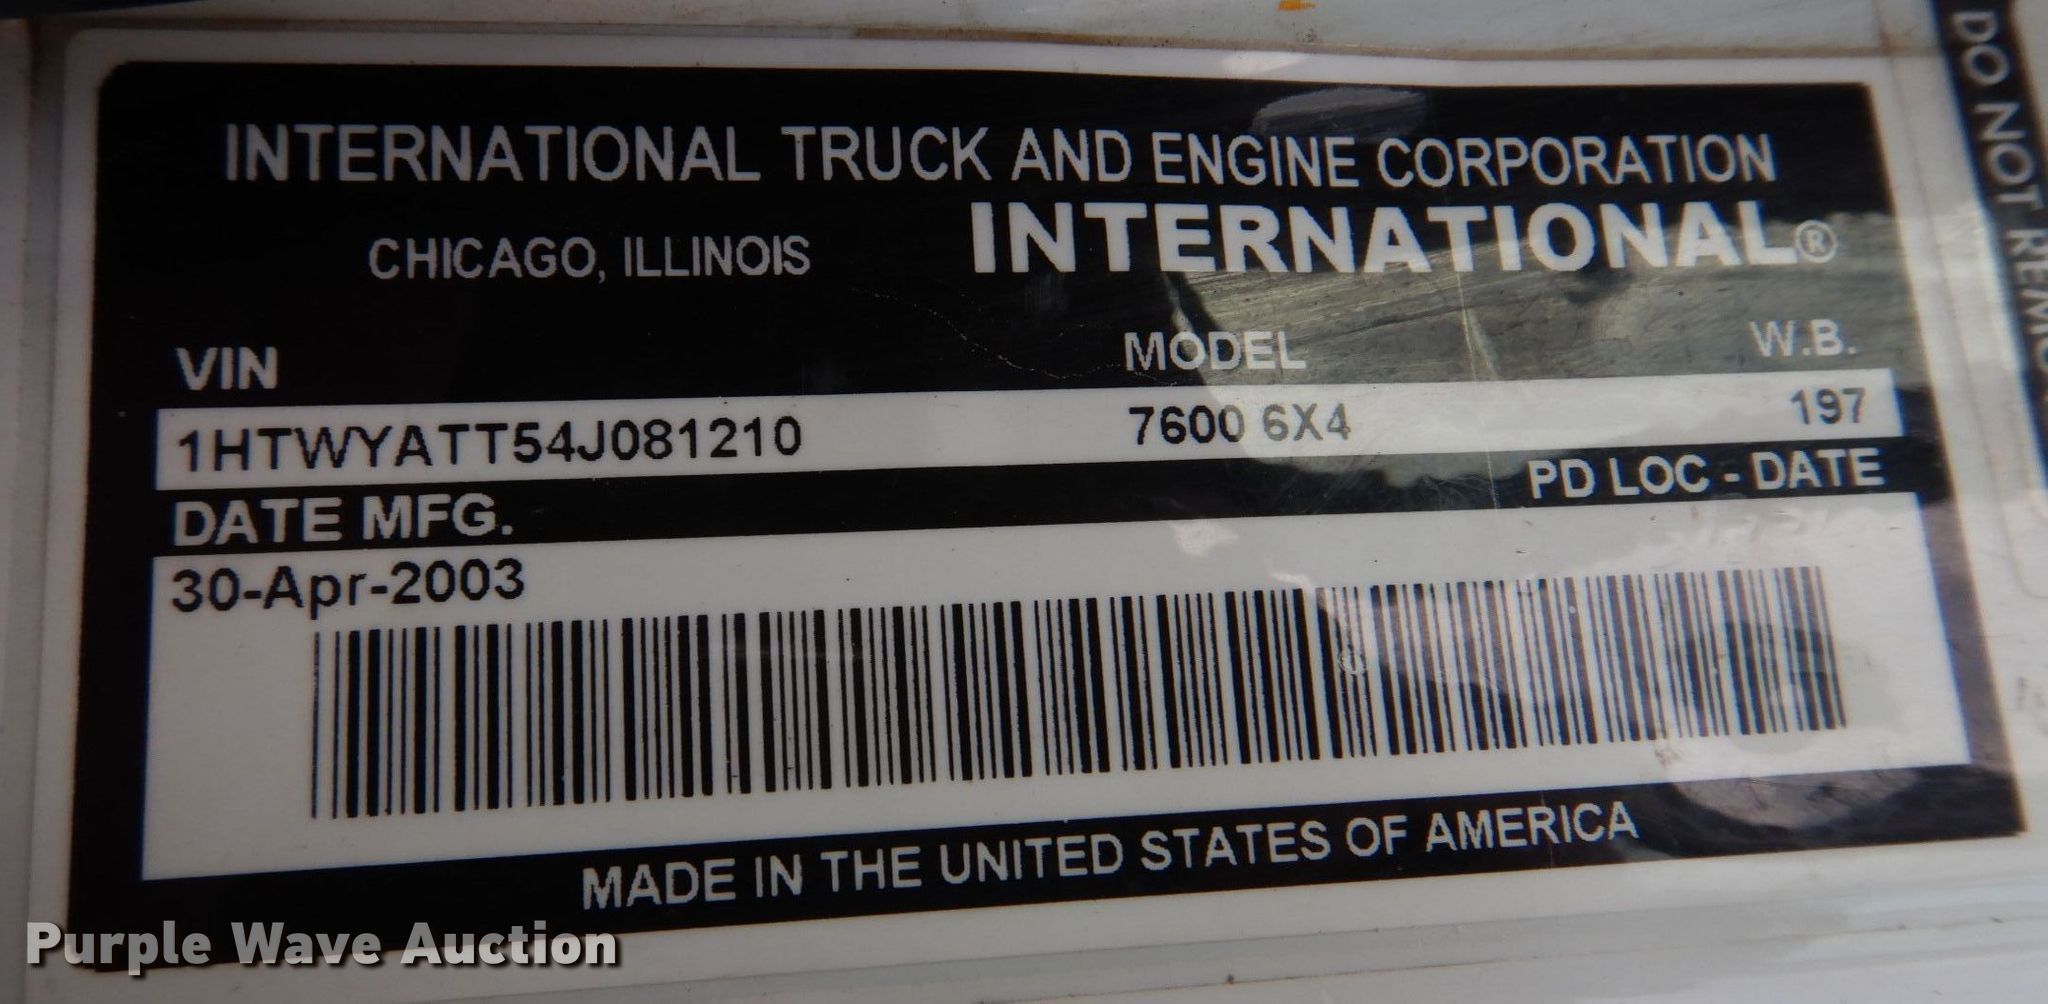 INTERNATIONAL TRUCK AND ENGINE CORPORATION
CHICAGO, ILLINOIS INTERNATIONAL®
VIN MODEL W.B.
1HTWYATT54J081210 7600 6X4 197
DATE MFG. PD LOC - DATE
30-Apr-2003
MADE IN THE UNITED STATES OF AMERICA
DO NOT
Purple Wave Auction